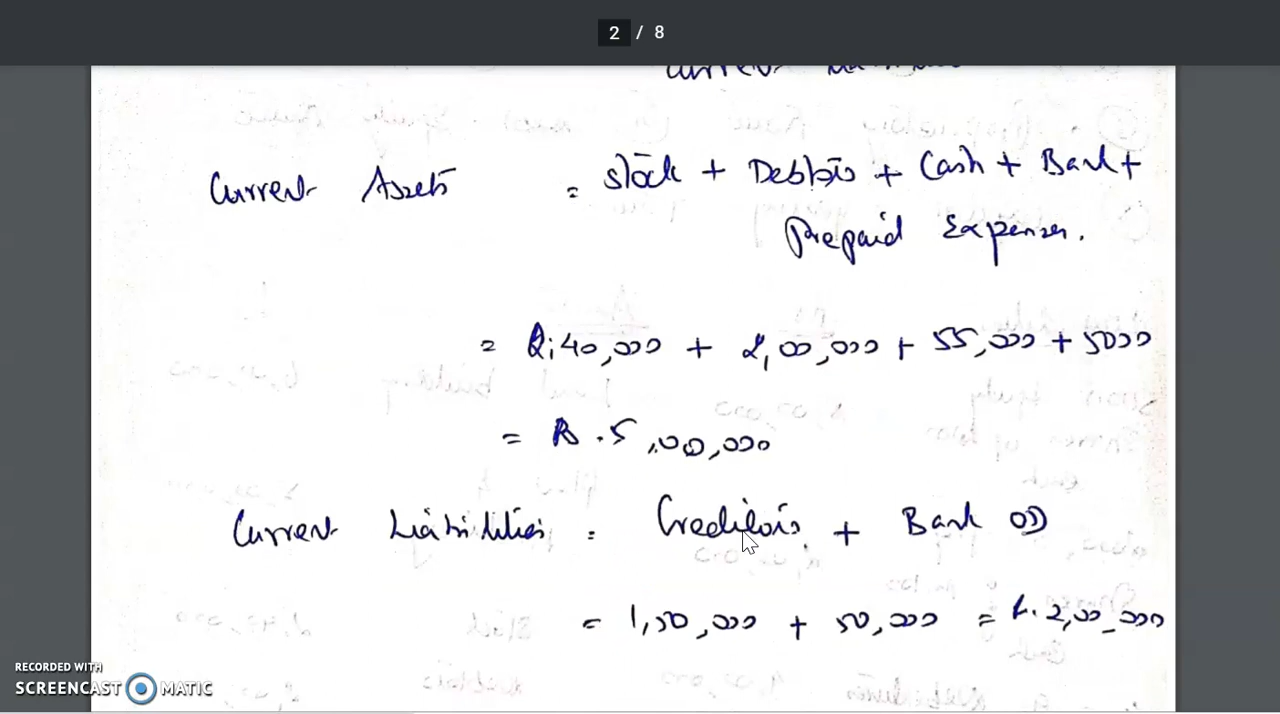 2 / 8
Current
Current Assets = Stock + Debtors + Cash + Bank +
Prepaid Expenses.
= 2,40,000 + 2,00,000 + 55,000 + 5000
= Rs. 5,00,000
Current Liabilities = Creditors + Bank OD
= 1,50,000 + 50,000 = Rs. 2,00,000
RECORDED WITH
SCREENCAST MATIC